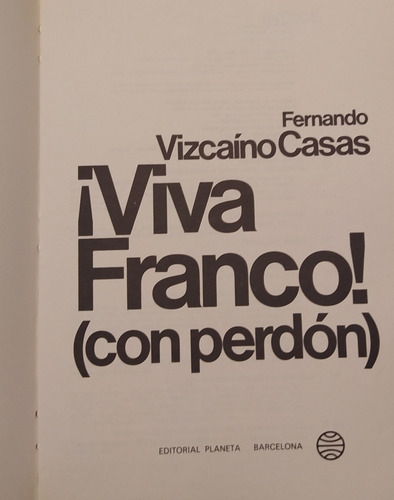 Fernando
Vizcaíno Casas
¡Viva
Franco!
(con perdón)
EDITORIAL PLANETA BARCELONA